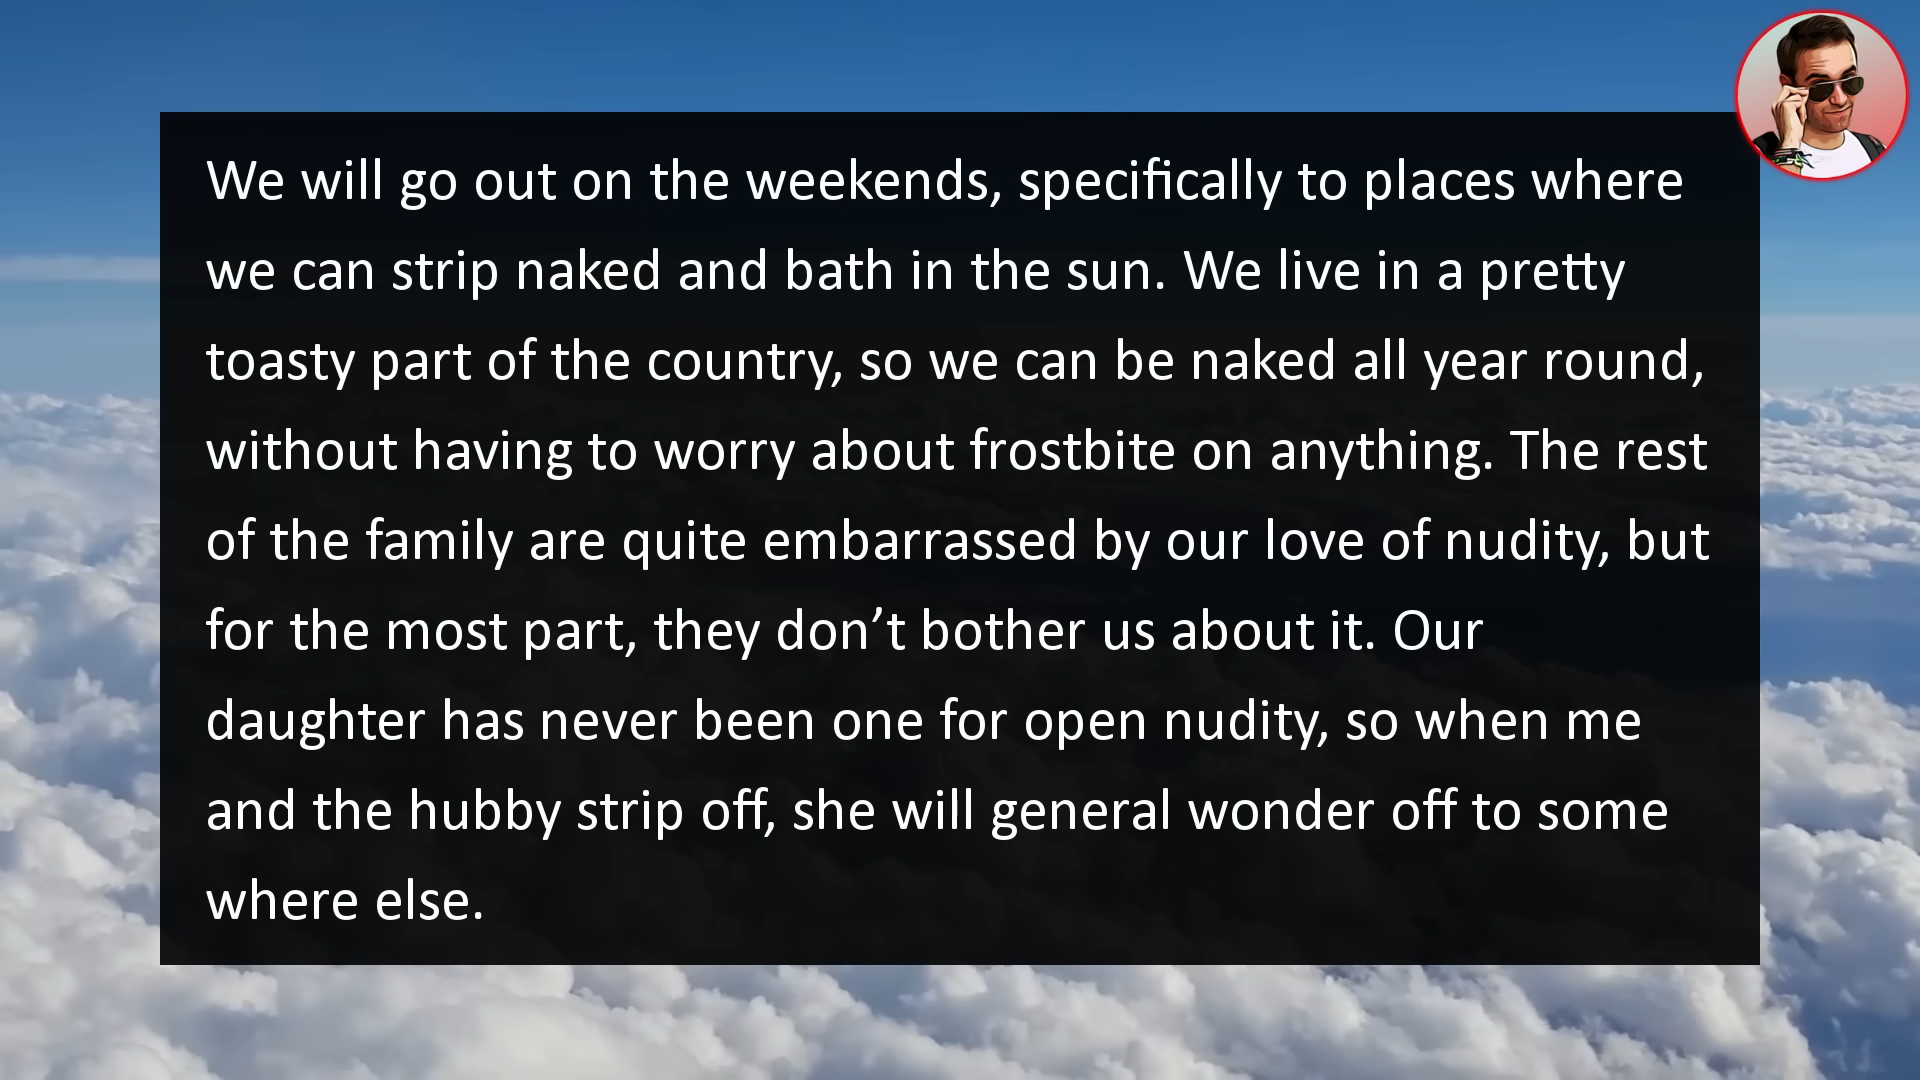 We will go out on the weekends, specifically to places where
we can strip naked and bath in the sun. We live in a pretty
toasty part of the country, so we can be naked all year round,
without having to worry about frostbite on anything. The rest
of the family are quite embarrassed by our love of nudity, but
for the most part, they don’t bother us about it. Our
daughter has never been one for open nudity, so when me
and the hubby strip off, she will general wonder off to some
where else.